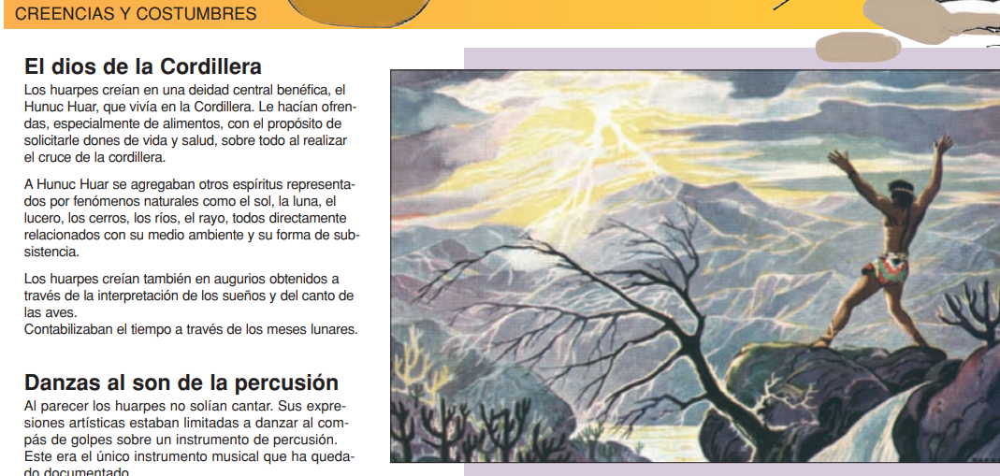 CREENCIAS Y COSTUMBRES
El dios de la Cordillera
Los huarpes creían en una deidad central benéfica, el
Hunuc Huar, que vivía en la Cordillera. Le hacían ofren-
das, especialmente de alimentos, con el propósito de
solicitarle dones de vida y salud, sobre todo al realizar
el cruce de la cordillera.
A Hunuc Huar se agregaban otros espíritus representa-
dos por fenómenos naturales como el sol, la luna, el
lucero, los cerros, los ríos, el rayo, todos directamente
relacionados con su medio ambiente y su forma de sub-
sistencia.
Los huarpes creían también en augurios obtenidos a
través de la interpretación de los sueños y del canto de
las aves.
Contabilizaban el tiempo a través de los meses lunares.
Danzas al son de la percusión
Al parecer los huarpes no solían cantar. Sus expre-
siones artísticas estaban limitadas a danzar al com-
pás de golpes sobre un instrumento de percusión.
Este era el único instrumento musical que ha queda-
do documentado